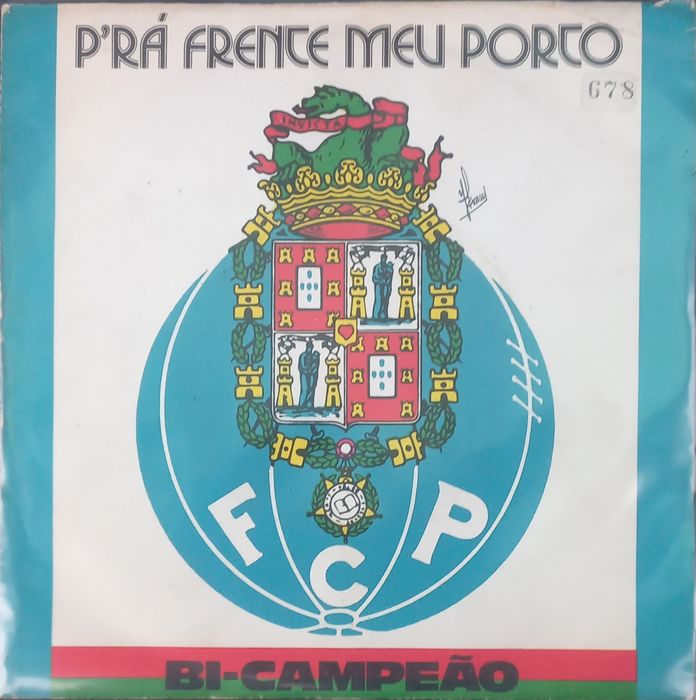 P'RÁ FRENTE MEU PORTO
678
INVICTA
F C P
BI-CAMPEÃO